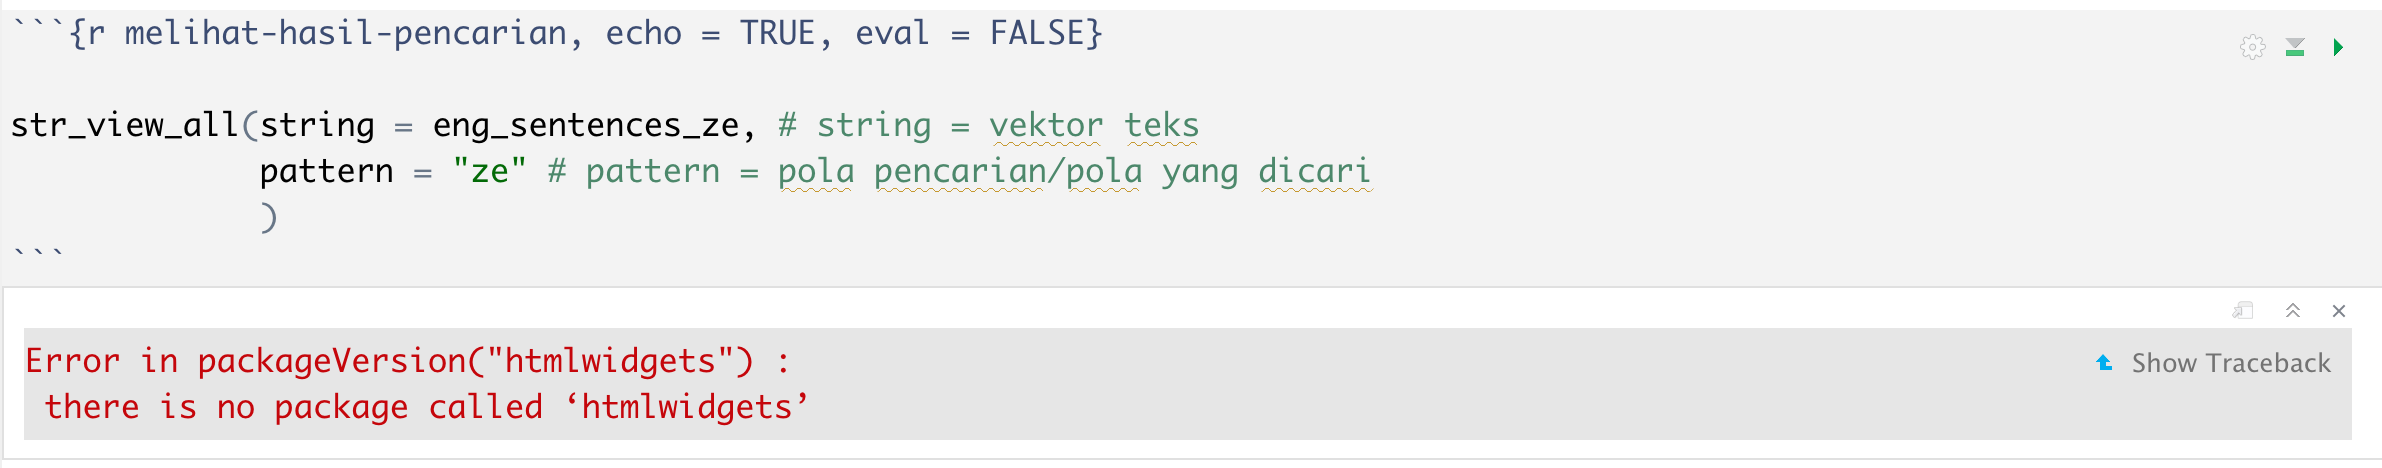 ```{r melihat-hasil-pencarian, echo = TRUE, eval = FALSE}
str_view_all(string = eng_sentences_ze, # string = vektor teks
pattern = "ze" # pattern = pola pencarian/pola yang dicari
)
```
Error in packageVersion("htmlwidgets") :
Show Traceback
there is no package called ‘htmlwidgets’